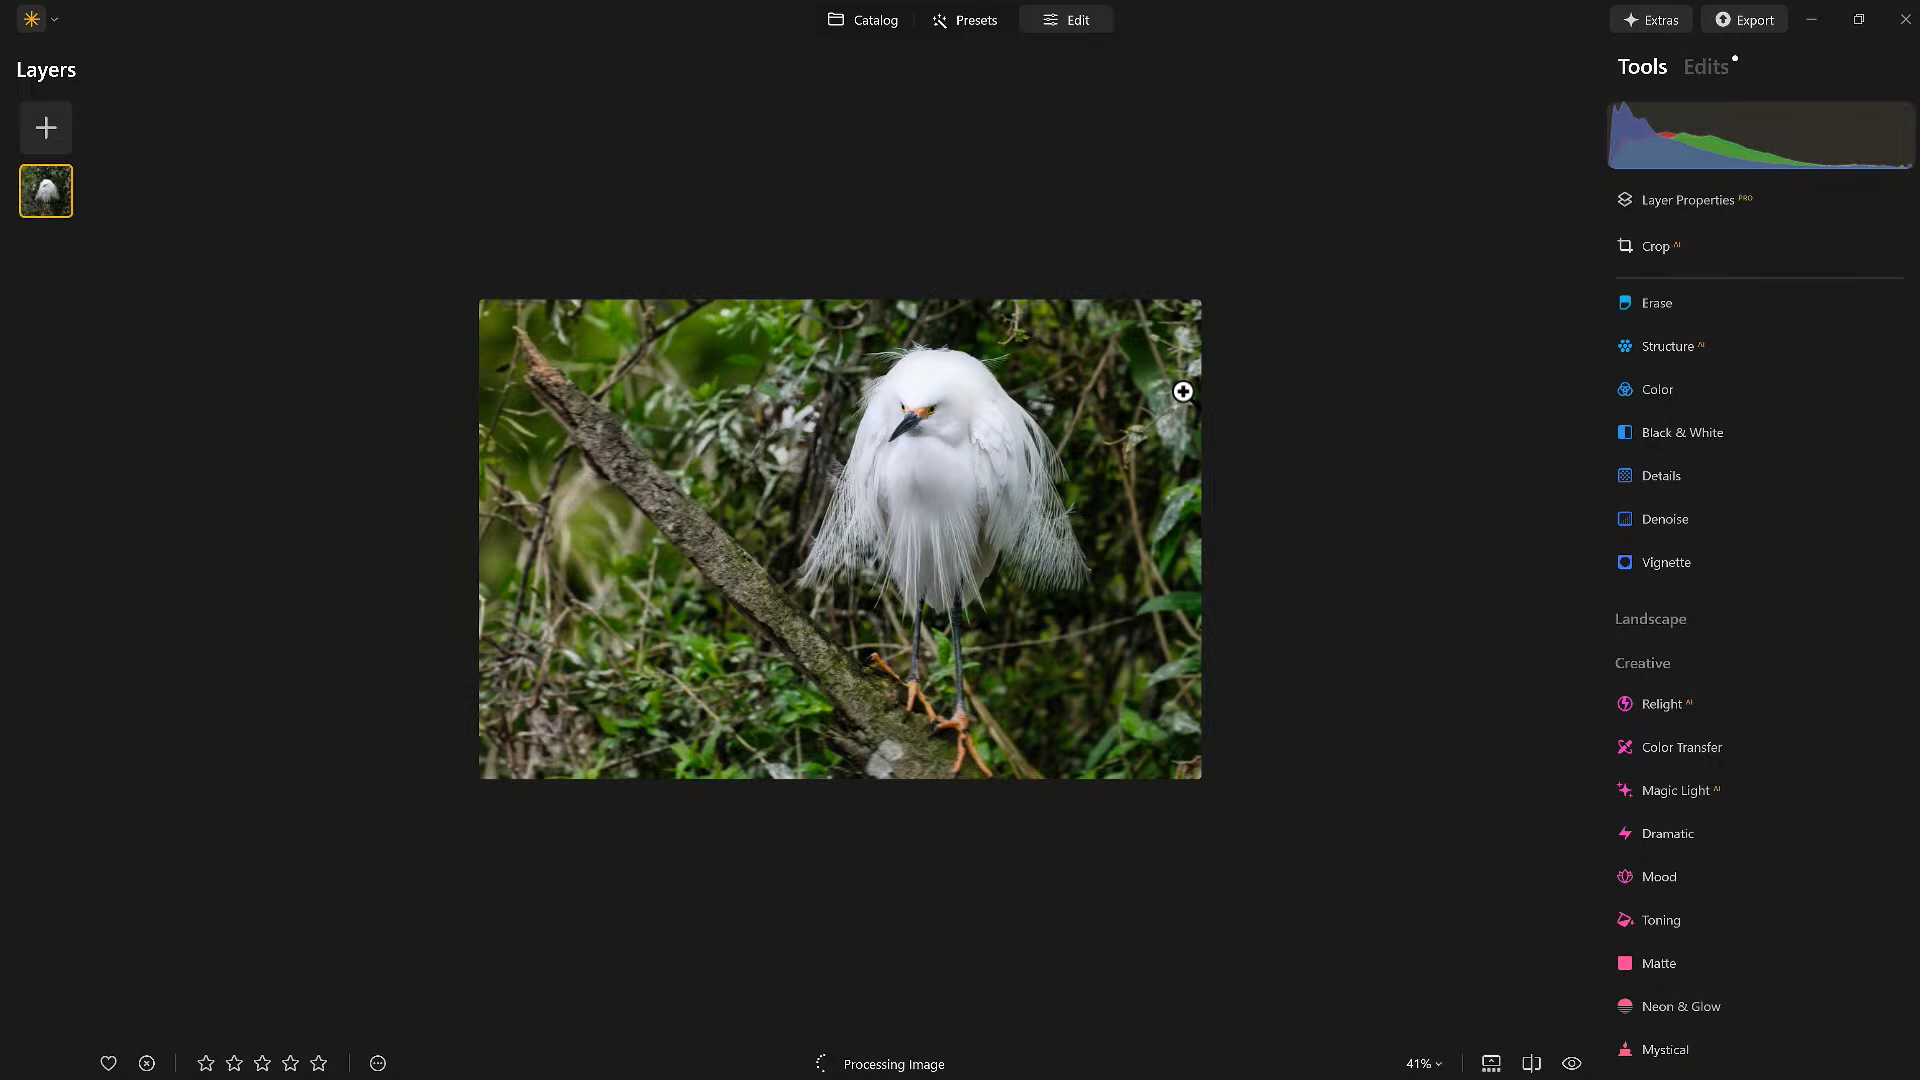 Catalog
Presets
Edit
Extras
Export
Layers
Tools Edits
Layer Properties PRO
Crop AI
Erase
Structure AI
Color
Black & White
Details
Denoise
Vignette
Landscape
Creative
Relight AI
Color Transfer
Magic Light AI
Dramatic
Mood
Toning
Matte
Neon & Glow
Mystical
Processing Image
41%